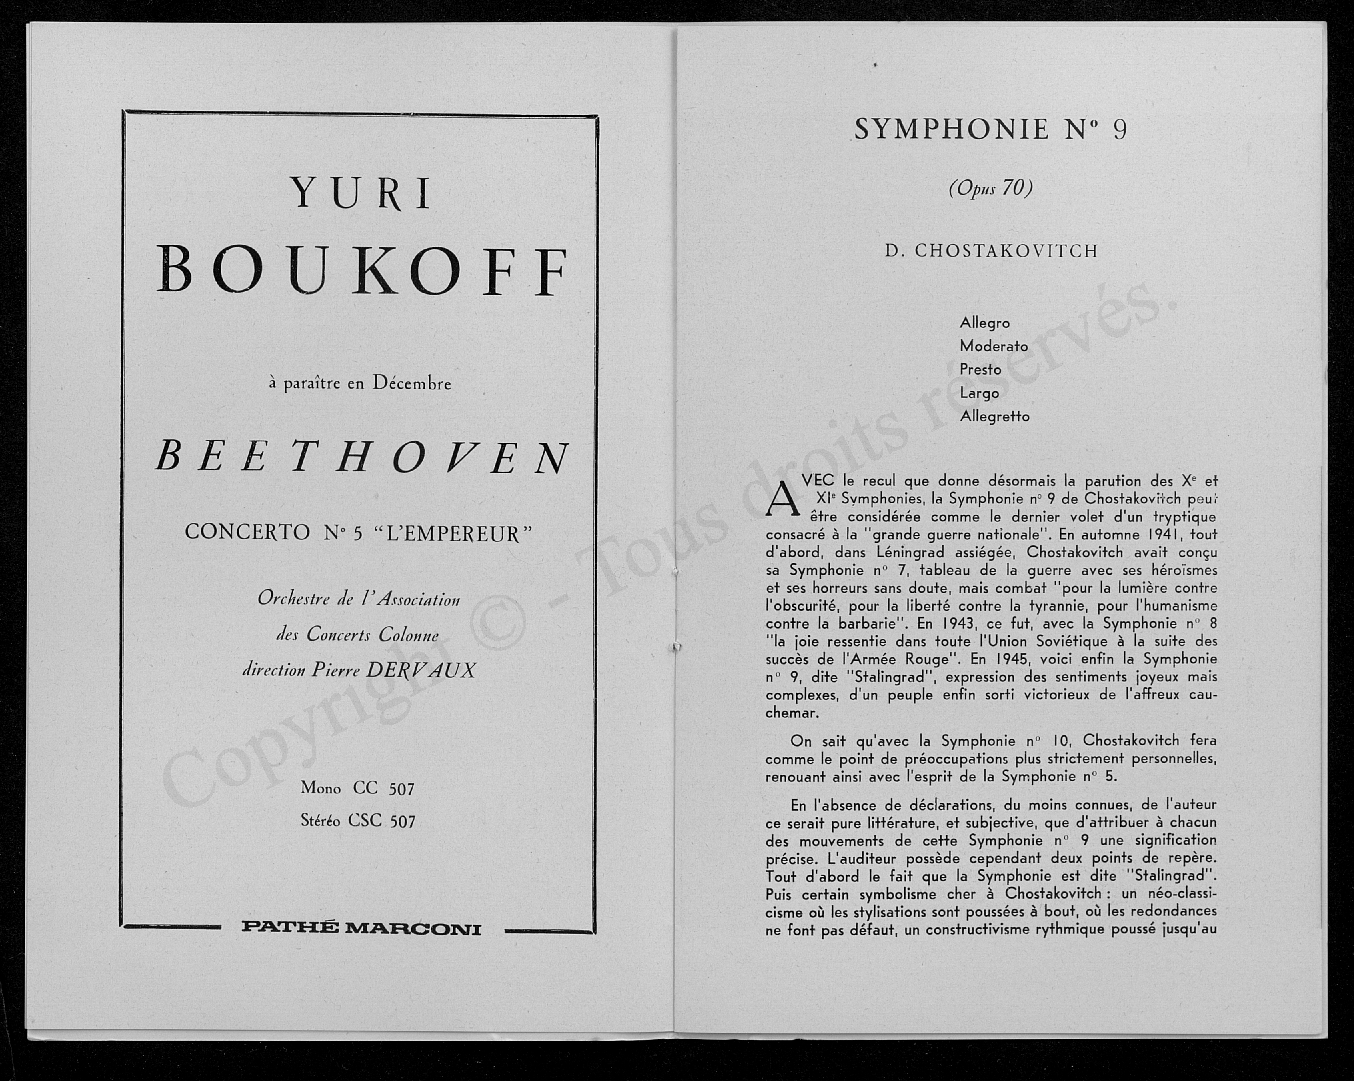 YURI
BOUKOFF
à paraître en Décembre
BEETHOVEN
CONCERTO N° 5 "L'EMPEREUR"
Orchestre de l'Association
des Concerts Colonne
direction Pierre DERVAUX
Mono CC 507
Stéréo CSC 507
PATHÉ MARCONI
SYMPHONIE N° 9
(Opus 70)
D. CHOSTAKOVITCH
Allegro
Moderato
Presto
Largo
Allegretto
AVEC le recul que donne désormais la parution des Xe et
XIe Symphonies, la Symphonie n° 9 de Chostakovitch peut
être considérée comme le dernier volet d'un tryptique
consacré à la "grande guerre nationale". En automne 1941, tout
d'abord, dans Léningrad assiégée, Chostakovitch avait conçu
sa Symphonie n° 7, tableau de la guerre avec ses héroïsmes
et ses horreurs sans doute, mais combat "pour la lumière contre
l'obscurité, pour la liberté contre la tyrannie, pour l'humanisme
contre la barbarie". En 1943, ce fut, avec la Symphonie n° 8
"la joie ressentie dans toute l'Union Soviétique à la suite des
succès de l'Armée Rouge". En 1945, voici enfin la Symphonie
n° 9, dite "Stalingrad", expression des sentiments joyeux mais
complexes, d'un peuple enfin sorti victorieux de l'affreux cau-
chemar.
On sait qu'avec la Symphonie n° 10, Chostakovitch fera
comme le point de préoccupations plus strictement personnelles,
renouant ainsi avec l'esprit de la Symphonie n° 5.
En l'absence de déclarations, du moins connues, de l'auteur
ce serait pure littérature, et subjective, que d'attribuer à chacun
des mouvements de cette Symphonie n° 9 une signification
précise. L'auditeur possède cependant deux points de repère.
Tout d'abord le fait que la Symphonie est dite "Stalingrad".
Puis certain symbolisme cher à Chostakovitch : un néo-classi-
cisme où les stylisations sont poussées à bout, où les redondances
ne font pas défaut, un constructivisme rythmique poussé jusqu'au
Copyright © - Tous droits réservés.